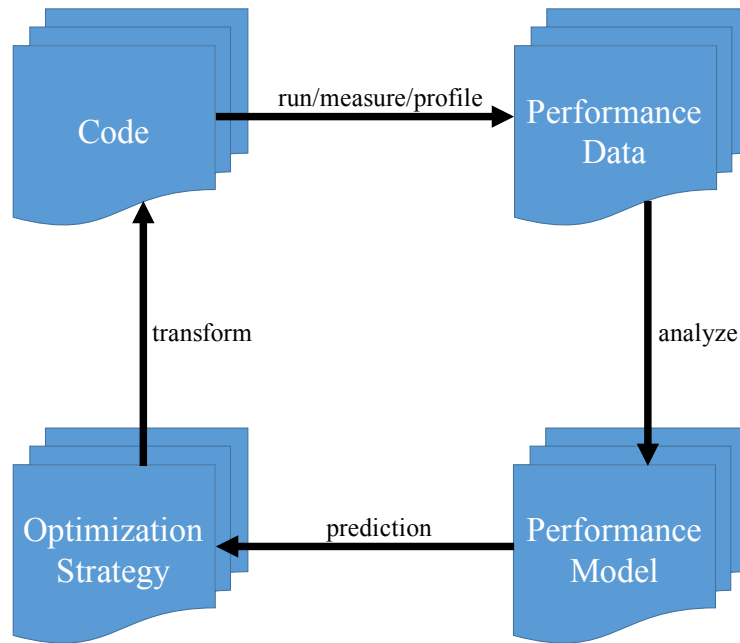 Code
run/measure/profile
Performance
Data
transform
analyze
Optimization
Strategy
prediction
Performance
Model